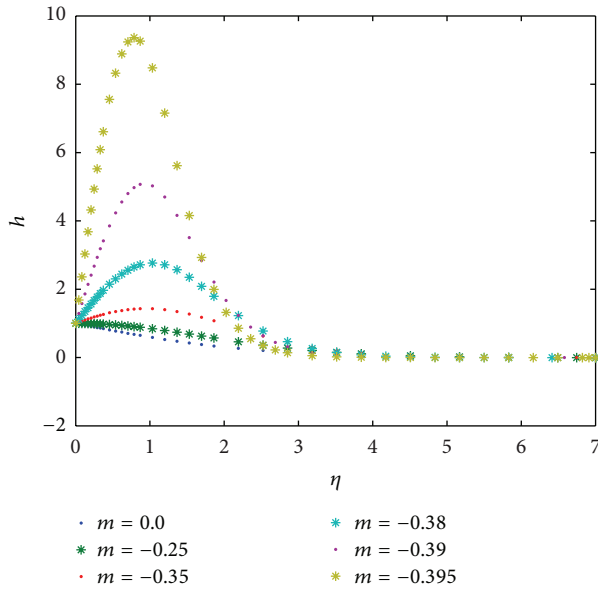 10
8
6
4
2
0
−2
h
0 1 2 3 4 5 6 7
η
m = 0.0
m = −0.25
m = −0.35
m = −0.38
m = −0.39
m = −0.395